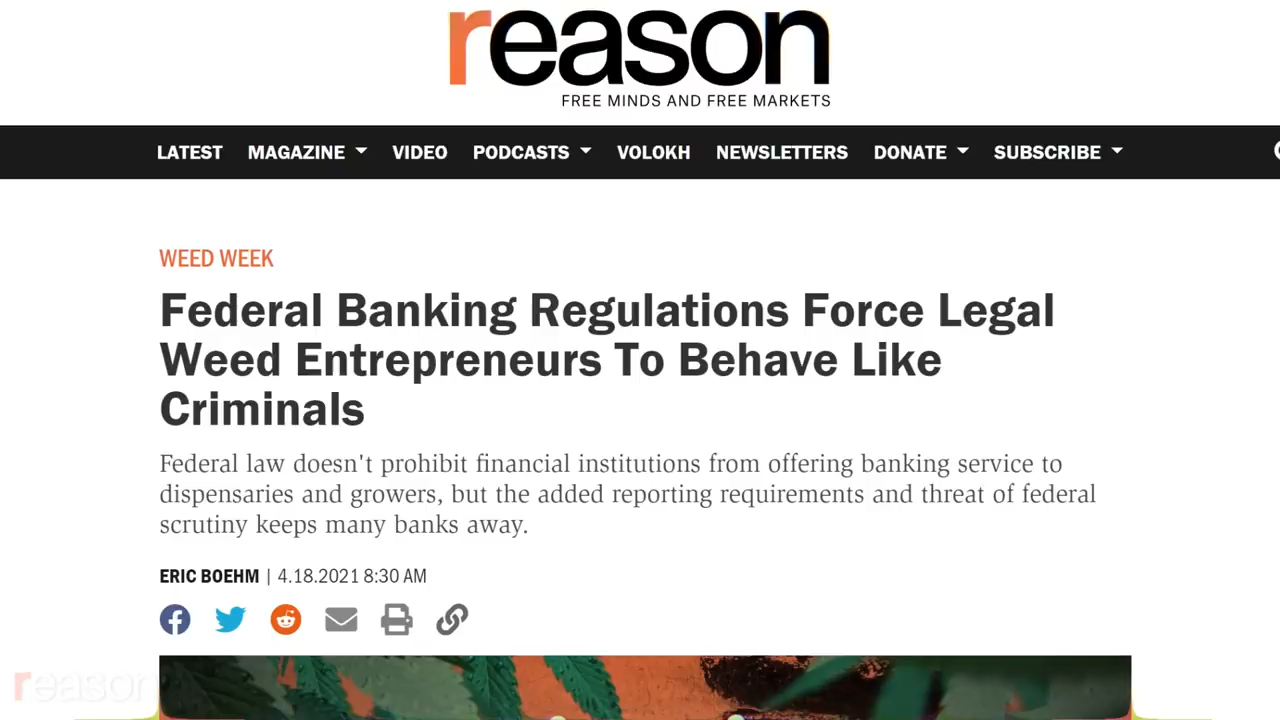 reason
FREE MINDS AND FREE MARKETS
LATEST MAGAZINE VIDEO PODCASTS VOLOKH NEWSLETTERS DONATE SUBSCRIBE
WEED WEEK
Federal Banking Regulations Force Legal
Weed Entrepreneurs To Behave Like
Criminals
Federal law doesn't prohibit financial institutions from offering banking service to
dispensaries and growers, but the added reporting requirements and threat of federal
scrutiny keeps many banks away.
ERIC BOEHM | 4.18.2021 8:30 AM
reason